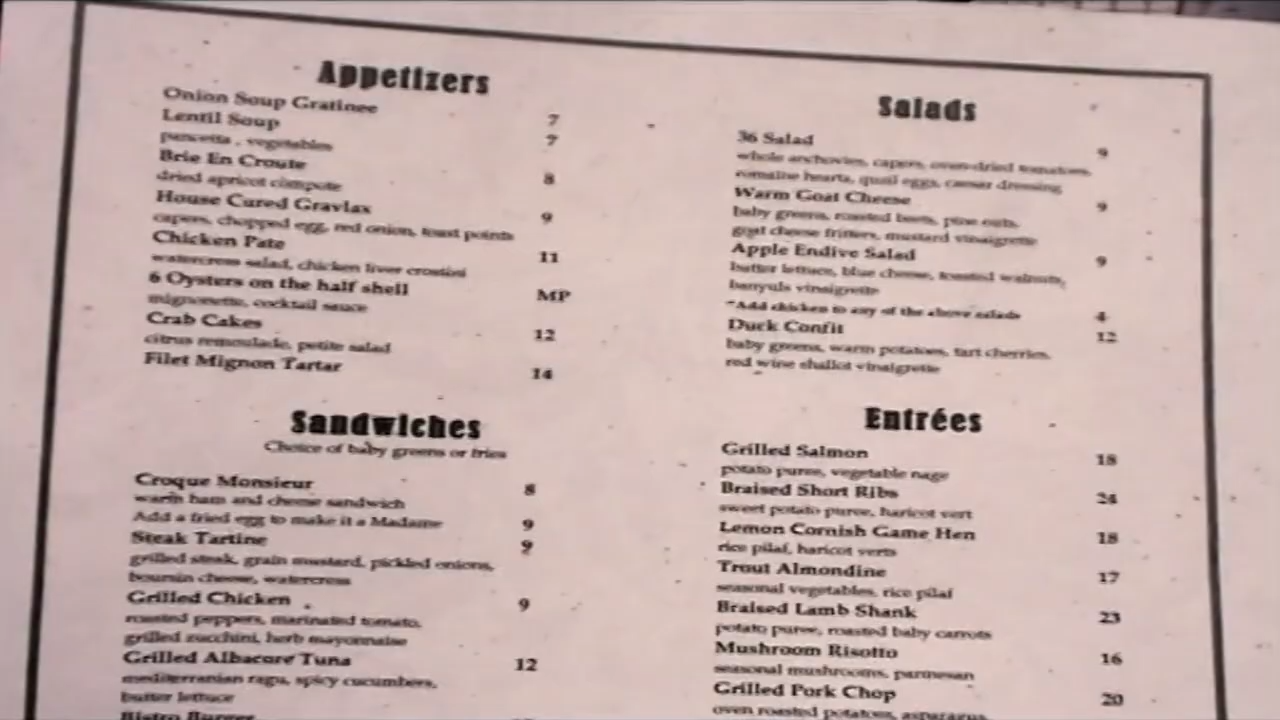 Appetizers
Onion Soup Gratinee 7
Lentil Soup 7
pancetta, vegetables
Brie En Croute 8
dried apricot compote
House Cured Gravlax 9
capers, chopped egg, red onion, toast points
Chicken Pate 11
watercress salad, chicken liver crostini
6 Oysters on the half shell MP
mignonette, cocktail sauce
Crab Cakes 12
citrus remoulade, petite salad
Filet Mignon Tartar 14
Sandwiches
Choice of baby greens or fries
Croque Monsieur 8
warm ham and cheese sandwich
Add a fried egg to make it a Madame 9
Steak Tartine 9
grilled steak, grain mustard, pickled onions,
boursin cheese, watercress
Grilled Chicken 9
roasted peppers, marinated tomato,
grilled zucchini, herb mayonnaise
Grilled Albacore Tuna 12
mediterranean ragu, spicy cucumbers,
butter lettuce
Bistro Burger
Salads
36 Salad 9
whole anchovies, capers, oven-dried tomatoes,
romaine hearts, quail eggs, caesar dressing
Warm Goat Cheese 9
baby greens, roasted beets, pine nuts,
goat cheese fritters, mustard vinaigrette
Apple Endive Salad 9
butter lettuce, blue cheese, toasted walnuts,
banyuls vinaigrette
*Add chicken to any of the above salads 4
Duck Confit 12
baby greens, warm potatoes, tart cherries,
red wine shallot vinaigrette
Entrées
Grilled Salmon 18
potato puree, vegetable nage
Braised Short Ribs 24
sweet potato puree, haricot vert
Lemon Cornish Game Hen 18
rice pilaf, haricot verts
Trout Almondine 17
seasonal vegetables, rice pilaf
Braised Lamb Shank 23
potato puree, roasted baby carrots
Mushroom Risotto 16
seasonal mushrooms, parmesan
Grilled Pork Chop 20
oven roasted potatoes, asparagus